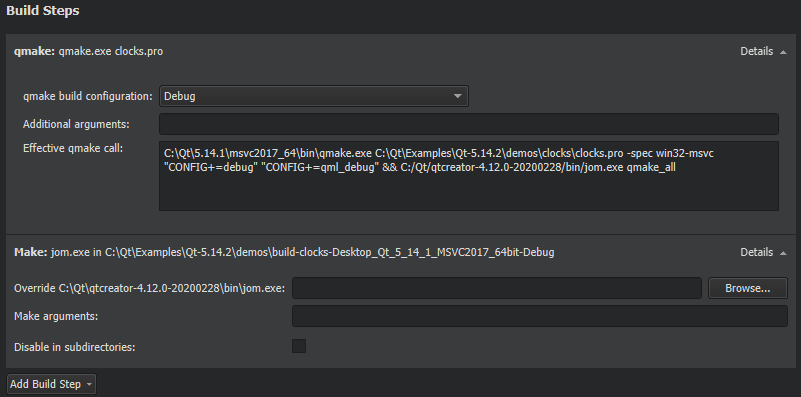 Build Steps
qmake: qmake.exe clocks.pro Details
qmake build configuration: Debug
Additional arguments:
Effective qmake call: C:\Qt\5.14.1\msvc2017_64\bin\qmake.exe C:\Qt\Examples\Qt-5.14.2\demos\clocks\clocks.pro -spec win32-msvc
"CONFIG+=debug" "CONFIG+=qml_debug" && C:/Qt/qtcreator-4.12.0-20200228/bin/jom.exe qmake_all
Make: jom.exe in C:\Qt\Examples\Qt-5.14.2\demos\build-clocks-Desktop_Qt_5_14_1_MSVC2017_64bit-Debug Details
Override C:\Qt\qtcreator-4.12.0-20200228\bin\jom.exe: Browse...
Make arguments:
Disable in subdirectories:
Add Build Step